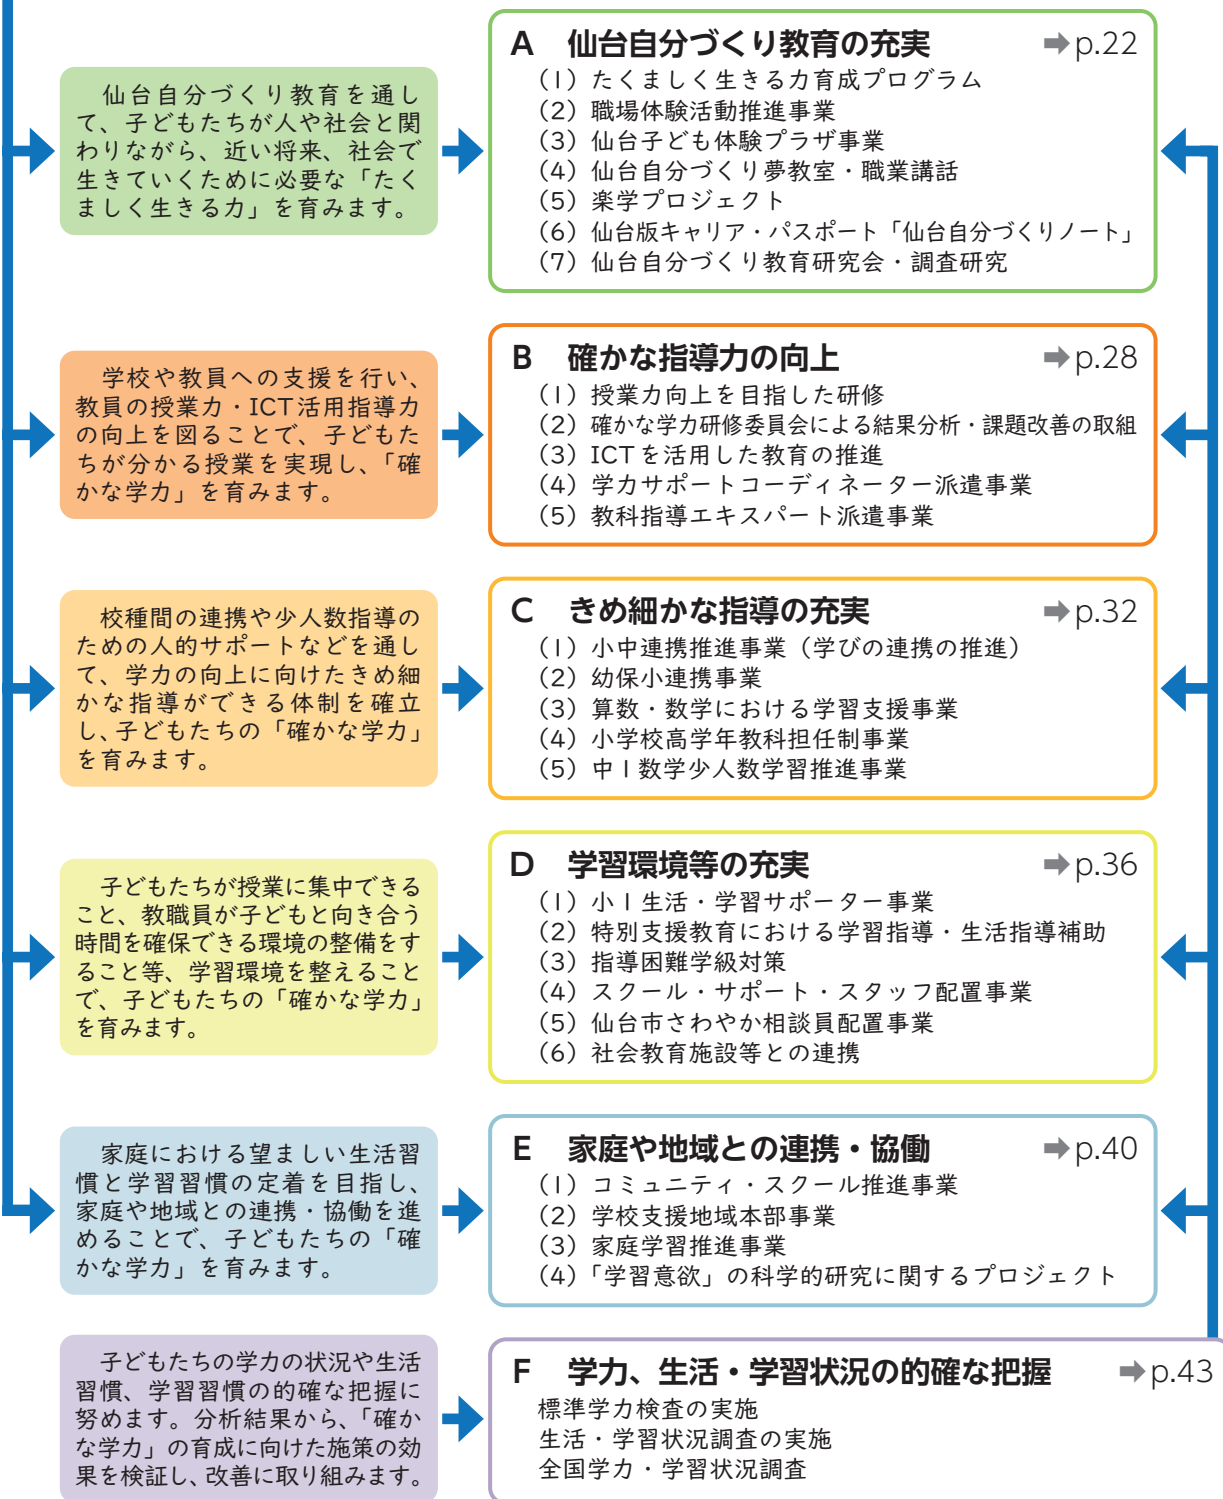 仙台自分づくり教育を通し
て、子どもたちが人や社会と関
わりながら、近い将来、社会で
生きていくために必要な「たく
ましく生きる力」を育みます。
A 仙台自分づくり教育の充実 ➡p.22
(1) たくましく生きる力育成プログラム
(2) 職場体験活動推進事業
(3) 仙台子ども体験プラザ事業
(4) 仙台自分づくり夢教室・職業講話
(5) 楽学プロジェクト
(6) 仙台版キャリア・パスポート「仙台自分づくりノート」
(7) 仙台自分づくり教育研究会・調査研究
学校や教員への支援を行い、
教員の授業力・ICT活用指導力
の向上を図ることで、子どもた
ちが分かる授業を実現し、「確
かな学力」を育みます。
B 確かな指導力の向上 ➡p.28
(1) 授業力向上を目指した研修
(2) 確かな学力研修委員会による結果分析・課題改善の取組
(3) ICTを活用した教育の推進
(4) 学力サポートコーディネーター派遣事業
(5) 教科指導エキスパート派遣事業
校種間の連携や少人数指導の
ための人的サポートなどを通し
て、学力の向上に向けたきめ細
かな指導ができる体制を確立
し、子どもたちの「確かな学力」
を育みます。
C きめ細かな指導の充実 ➡p.32
(1) 小中連携推進事業（学びの連携の推進）
(2) 幼保小連携事業
(3) 算数・数学における学習支援事業
(4) 小学校高学年教科担任制事業
(5) 中1数学少人数学習推進事業
子どもたちが授業に集中できる
こと、教職員が子どもと向き合う
時間を確保できる環境の整備をす
ること等、学習環境を整えること
で、子どもたちの「確かな学力」
を育みます。
D 学習環境等の充実 ➡p.36
(1) 小1生活・学習サポーター事業
(2) 特別支援教育における学習指導・生活指導補助
(3) 指導困難学級対策
(4) スクール・サポート・スタッフ配置事業
(5) 仙台市さわやか相談員配置事業
(6) 社会教育施設等との連携
家庭における望ましい生活習
慣と学習習慣の定着を目指し、
家庭や地域との連携・協働を進
めることで、子どもたちの「確
かな学力」を育みます。
E 家庭や地域との連携・協働 ➡p.40
(1) コミュニティ・スクール推進事業
(2) 学校支援地域本部事業
(3) 家庭学習推進事業
(4)「学習意欲」の科学的研究に関するプロジェクト
子どもたちの学力の状況や生活
習慣、学習習慣の的確な把握に
努めます。分析結果から、「確か
な学力」の育成に向けた施策の効
果を検証し、改善に取り組みます。
F 学力、生活・学習状況の的確な把握 ➡p.43
標準学力検査の実施
生活・学習状況調査の実施
全国学力・学習状況調査